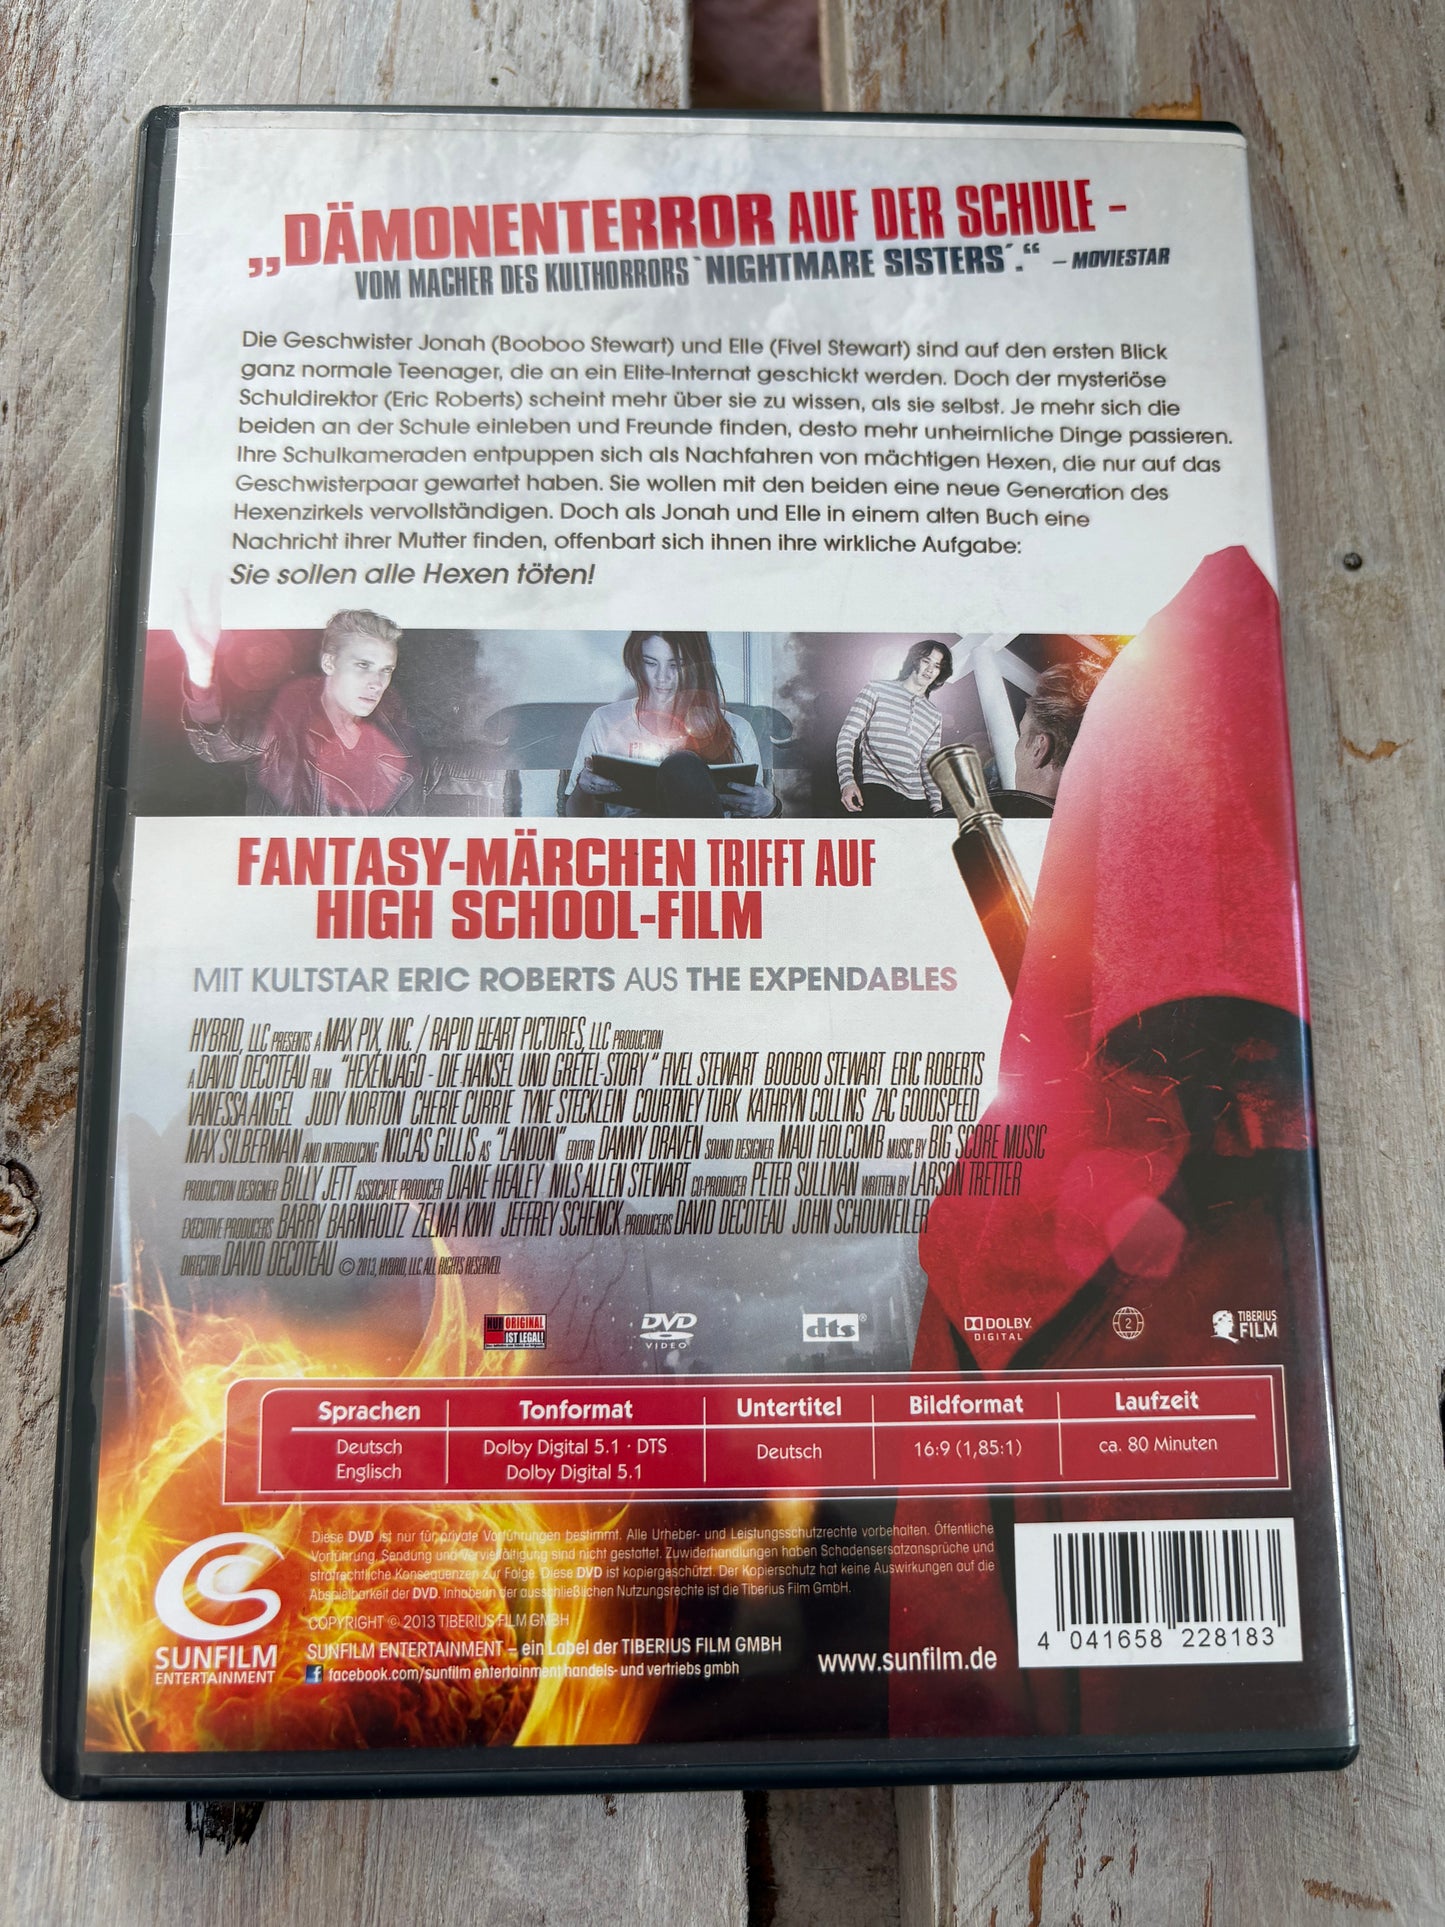 „DÄMONENTERROR AUF DER SCHULE –
VOM MACHER DES KULTHORRORS `NIGHTMARE SISTERS´.“ – MOVIESTAR
Die Geschwister Jonah (Booboo Stewart) und Elle (Fivel Stewart) sind auf den ersten Blick
ganz normale Teenager, die an ein Elite-Internat geschickt werden. Doch der mysteriöse
Schuldirektor (Eric Roberts) scheint mehr über sie zu wissen, als sie selbst. Je mehr sich die
beiden an der Schule einleben und Freunde finden, desto mehr unheimliche Dinge passieren.
Ihre Schulkameraden entpuppen sich als Nachfahren von mächtigen Hexen, die nur auf das
Geschwisterpaar gewartet haben. Sie wollen mit den beiden eine neue Generation des
Hexenzirkels vervollständigen. Doch als Jonah und Elle in einem alten Buch eine
Nachricht ihrer Mutter finden, offenbart sich ihnen ihre wirkliche Aufgabe:
Sie sollen alle Hexen töten!
FANTASY-MÄRCHEN TRIFFT AUF
HIGH SCHOOL-FILM
MIT KULTSTAR ERIC ROBERTS AUS THE EXPENDABLES
HYBRID, LLC PRESENTS A MAX PIX, INC. / RAPID HEART PICTURES, LLC PRODUCTION
A DAVID DECOTEAU FILM "HEXENJAGD - DIE HÄNSEL UND GRETEL-STORY" FIVEL STEWART BOOBOO STEWART ERIC ROBERTS
VANESSA ANGEL JUDY NORTON CHERIE CURRIE TYNE STECKLEIN COURTNEY TURK KATHRYN COLLINS ZAC GOODSPEED
MAX SILBERMAN AND INTRODUCING NICLAS GILLIS AS "LANDON" EDITOR DANNY DRAVEN SOUND DESIGNER MAUI HOLCOMB MUSIC BY BIG SCORE MUSIC
PRODUCTION DESIGNER BILLY JETT ASSOCIATE PRODUCER DIANE HEALEY NILS ALLEN STEWART CO-PRODUCER PETER SULLIVAN WRITTEN BY LARSON TRETTER
EXECUTIVE PRODUCERS BARRY BARNHOLTZ ZELMA KIWI JEFFREY SCHENCK PRODUCERS DAVID DECOTEAU JOHN SCHOUWEILER
DIRECTOR DAVID DECOTEAU © 2013, HYBRID, LLC. ALL RIGHTS RESERVED.
NUR ORIGINAL IST LEGAL! DVD VIDEO dts DOLBY DIGITAL 2 TIBERIUS FILM
Sprachen Tonformat Untertitel Bildformat Laufzeit
Deutsch Dolby Digital 5.1 · DTS Deutsch 16:9 (1,85:1) ca. 80 Minuten
Englisch Dolby Digital 5.1
Diese DVD ist nur für private Vorführungen bestimmt. Alle Urheber- und Leistungsschutzrechte vorbehalten. Öffentliche
Vorführung, Sendung und Vervielfältigung sind nicht gestattet. Zuwiderhandlungen haben Schadensersatzansprüche und
strafrechtliche Konsequenzen zur Folge. Diese DVD ist kopiergeschützt. Der Kopierschutz hat keine Auswirkungen auf die
Abspielbarkeit der DVD. Inhaberin der ausschließlichen Nutzungsrechte ist die Tiberius Film GmbH.
COPYRIGHT © 2013 TIBERIUS FILM GMBH
SUNFILM ENTERTAINMENT – ein Label der TIBERIUS FILM GMBH
f facebook.com/sunfilm entertainment handels- und vertriebs gmbh
SUNFILM
ENTERTAINMENT
www.sunfilm.de
4 041658 228183